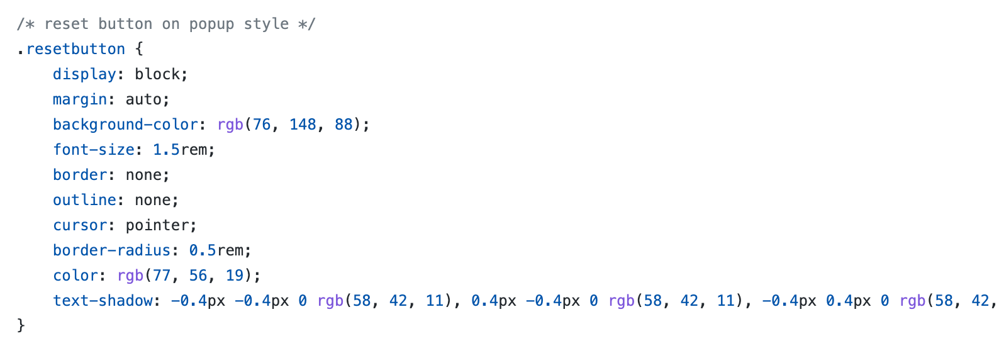 /* reset button on popup style */
.resetbutton {
    display: block;
    margin: auto;
    background-color: rgb(76, 148, 88);
    font-size: 1.5rem;
    border: none;
    outline: none;
    cursor: pointer;
    border-radius: 0.5rem;
    color: rgb(77, 56, 19);
    text-shadow: -0.4px -0.4px 0 rgb(58, 42, 11), 0.4px -0.4px 0 rgb(58, 42, 11), -0.4px 0.4px 0 rgb(58, 42,
}